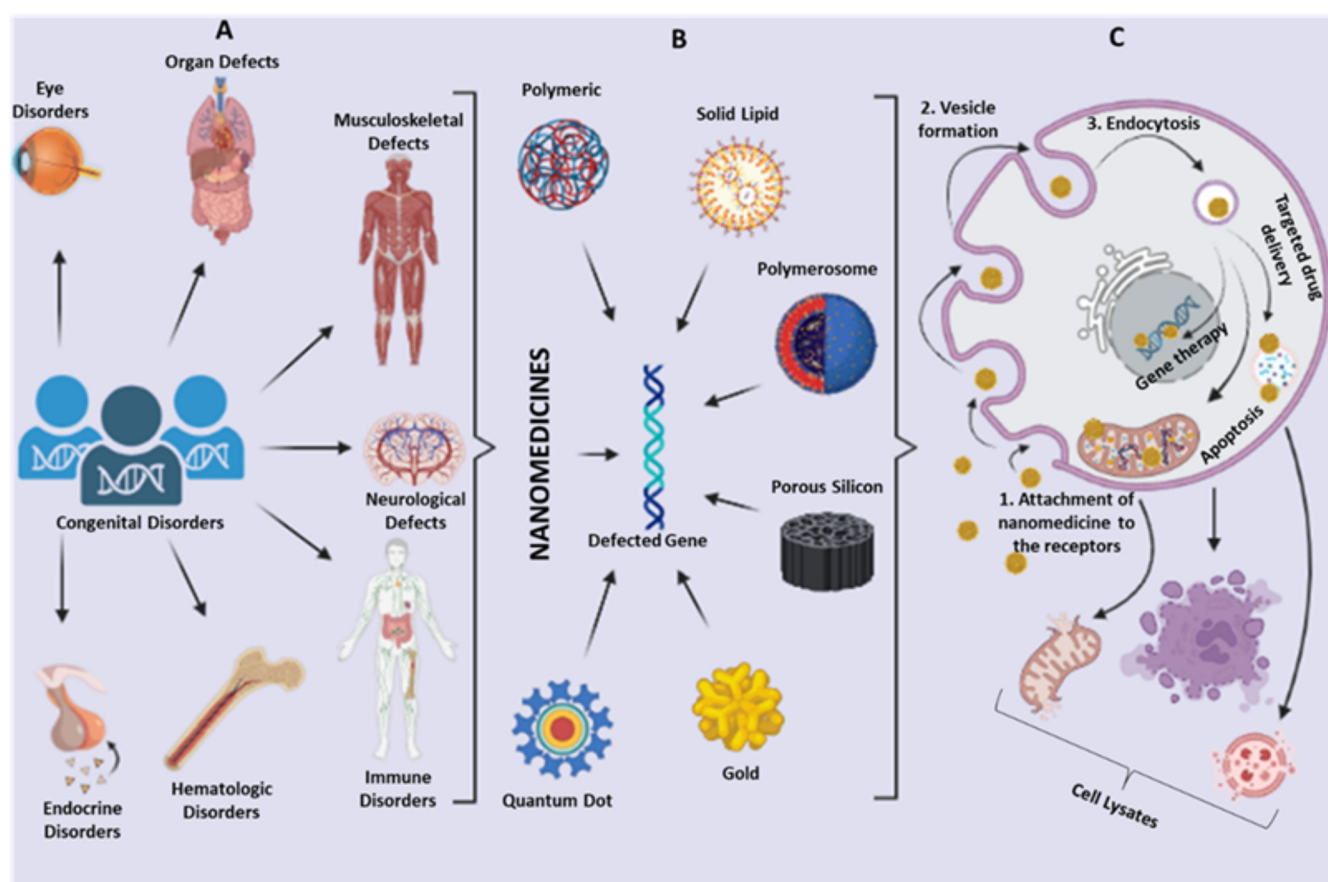 A
Organ Defects
Eye
Disorders
Musculoskeletal
Defects
Congenital Disorders
Neurological
Defects
Endocrine
Disorders
Hematologic
Disorders
Immune
Disorders
B
Polymeric
Solid Lipid
Polymerosome
NANOMEDICINES
Porous Silicon
Defected Gene
Quantum Dot
Gold
C
2. Vesicle
formation
3. Endocytosis
Targeted drug
delivery
Gene therapy
Apoptosis
1. Attachment of
nanomedicine to
the receptors
Cell Lysates